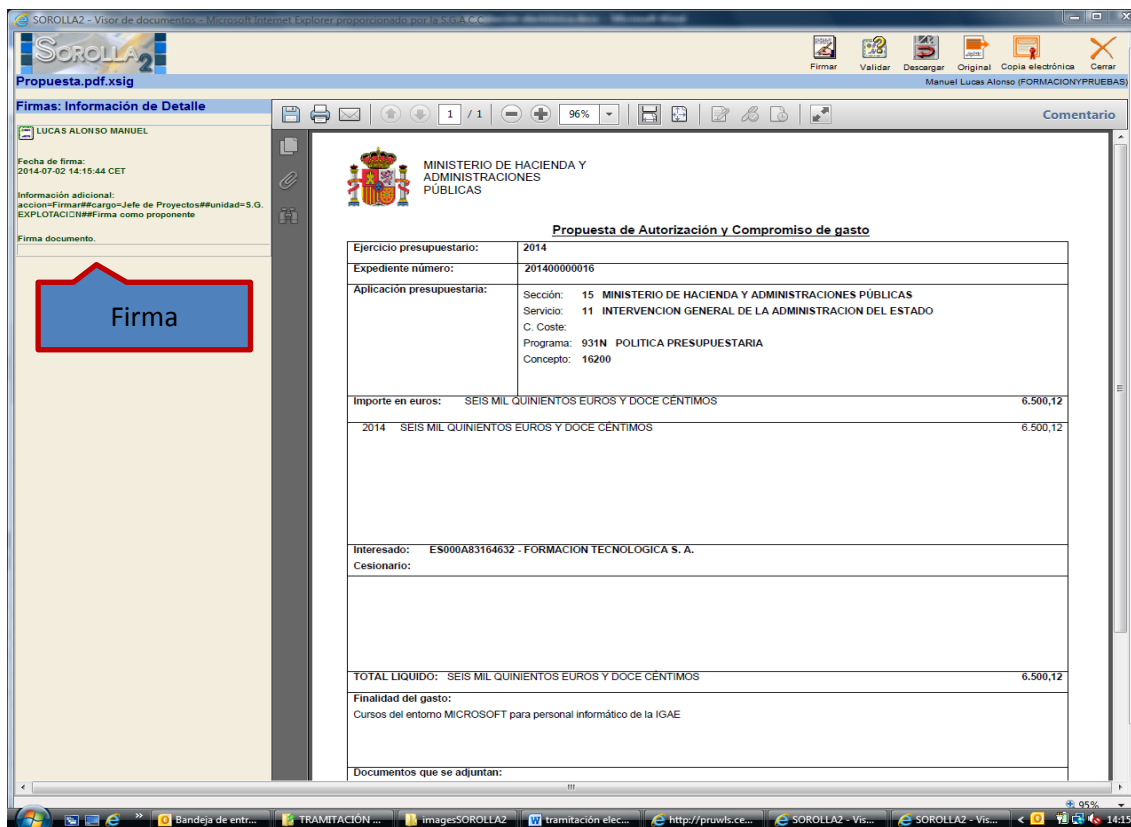 SOROLLA2 - Visor de documentos - Microsoft Internet Explorer proporcionado por la S.G.A.C.C.
SOROLLA2
Firmar Validar Descargar Original Copia electrónica Cerrar
Propuesta.pdf.xsig
Manuel Lucas Alonso (FORMACIONYPRUEBAS)
Firmas: Información de Detalle
LUCAS ALONSO MANUEL
Fecha de firma:
2014-07-02 14:15:44 CET
Información adicional:
accion=Firmar##cargo=Jefe de Proyectos##unidad=S.G.
EXPLOTACI□N##Firma como proponente
Firma documento.
Firma
1 / 1 96% Comentario
MINISTERIO DE HACIENDA Y
ADMINISTRACIONES
PÚBLICAS
Propuesta de Autorización y Compromiso de gasto
Ejercicio presupuestario: 2014
Expediente número: 201400000016
Aplicación presupuestaria:
Sección: 15 MINISTERIO DE HACIENDA Y ADMINISTRACIONES PÚBLICAS
Servicio: 11 INTERVENCION GENERAL DE LA ADMINISTRACION DEL ESTADO
C. Coste:
Programa: 931N POLITICA PRESUPUESTARIA
Concepto: 16200
Importe en euros: SEIS MIL QUINIENTOS EUROS Y DOCE CÉNTIMOS 6.500,12
2014 SEIS MIL QUINIENTOS EUROS Y DOCE CÉNTIMOS 6.500,12
Interesado: ES000A83164632 - FORMACION TECNOLOGICA S. A.
Cesionario:
TOTAL LIQUIDO: SEIS MIL QUINIENTOS EUROS Y DOCE CÉNTIMOS 6.500,12
Finalidad del gasto:
Cursos del entorno MICROSOFT para personal informático de la IGAE
Documentos que se adjuntan:
95%
Bandeja de entr... TRAMITACIÓN ... imagesSOROLLA2 tramitación elec... http://pruwls.ce... SOROLLA2 - Vis... SOROLLA2 - Vis... 14:15